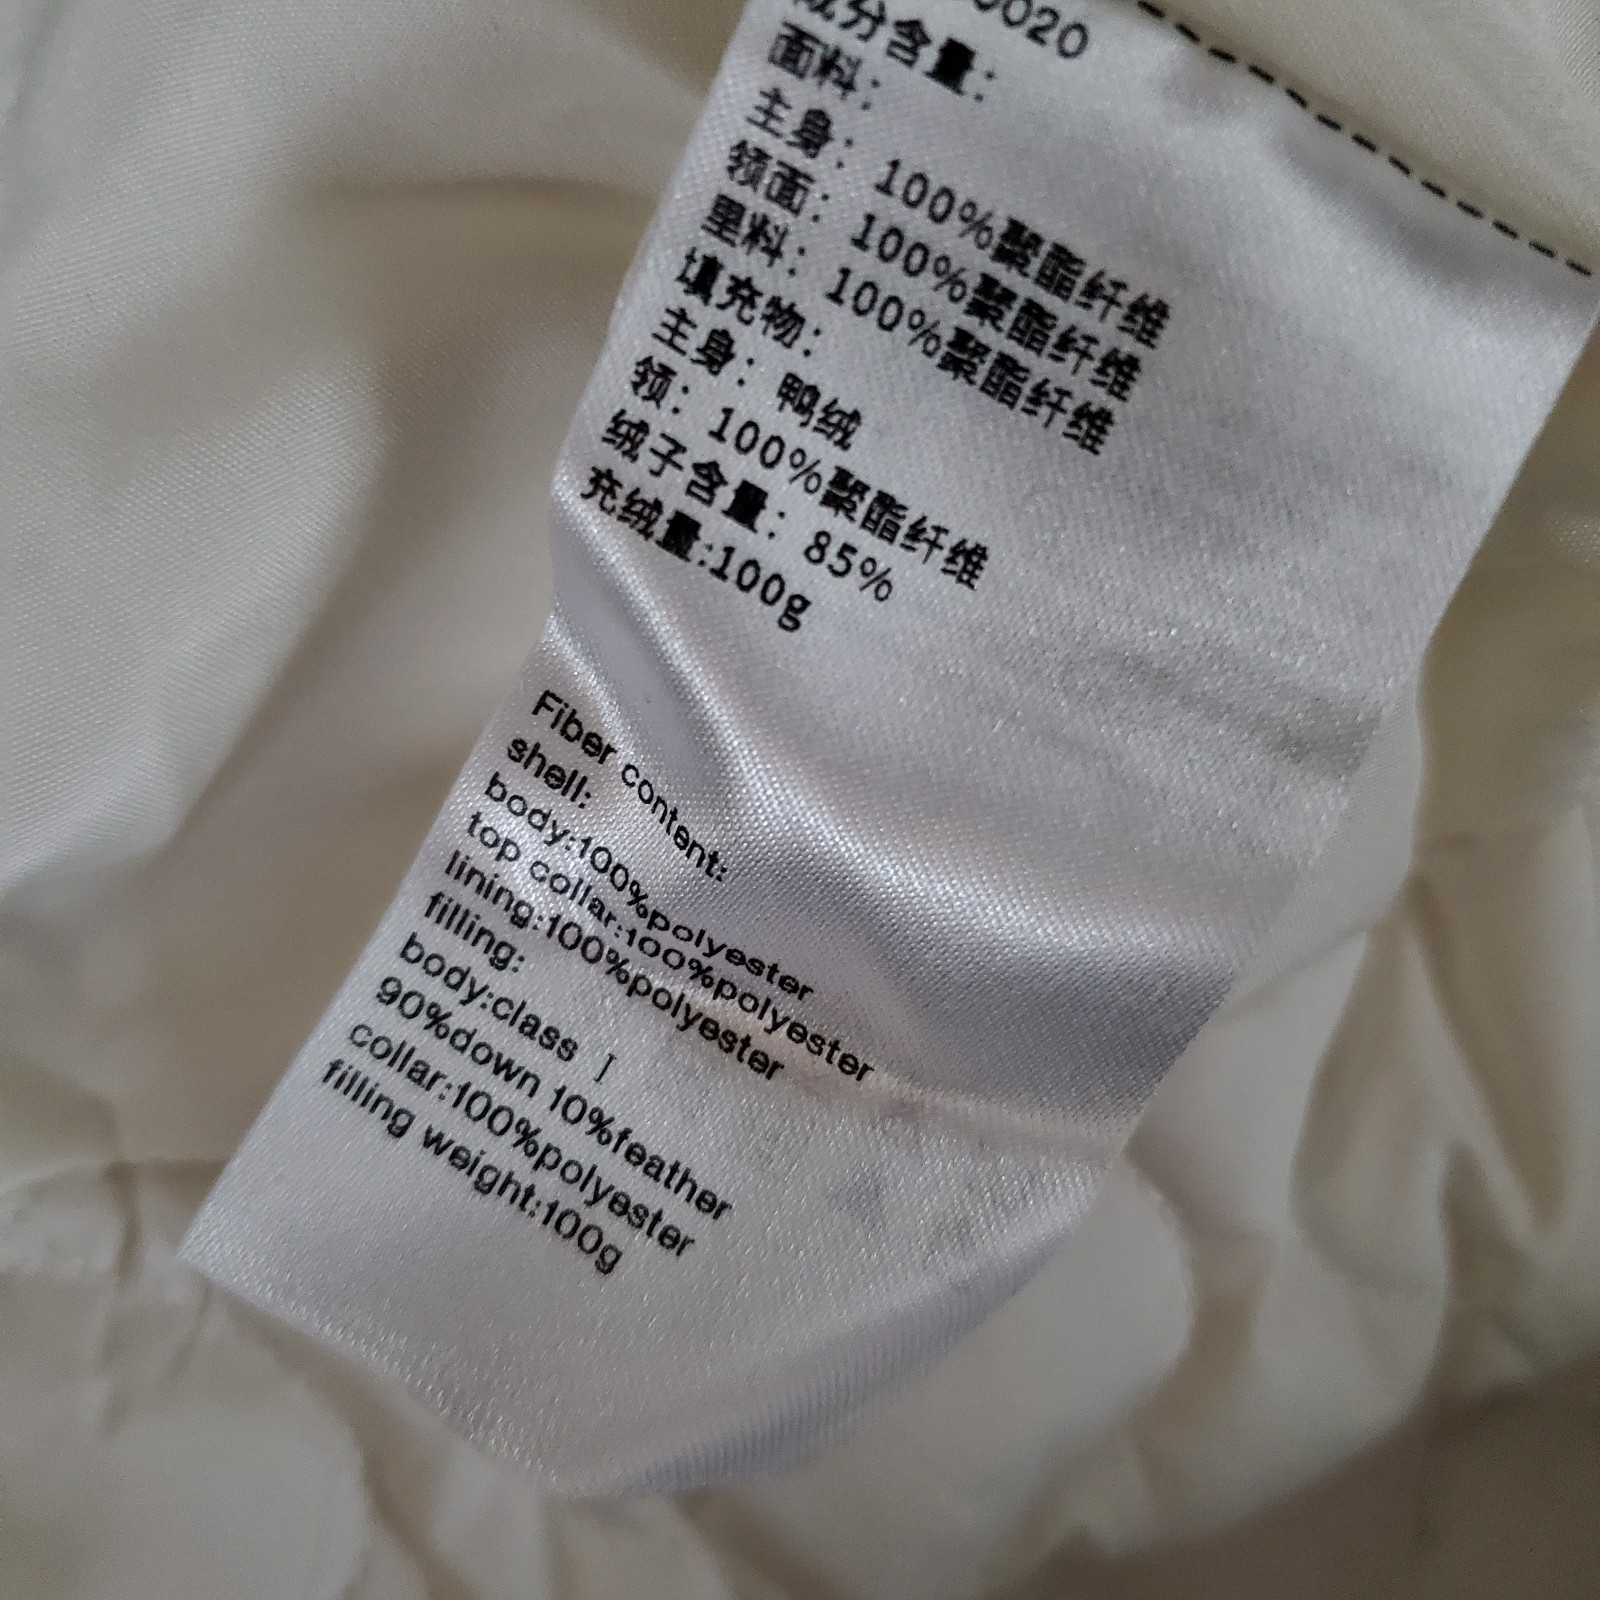 0020
成分含量:
面料:
主身: 100%聚酯纤维
领面: 100%聚酯纤维
里料: 100%聚酯纤维
填充物:
主身: 鸭绒
领: 100%聚酯纤维
绒子含量: 85%
充绒量:100g
Fiber content:
shell:
body:100%polyester
top collar:100%polyester
lining:100%polyester
filling:
body:class I
90%down 10%feather
collar:100%polyester
filling weight:100g